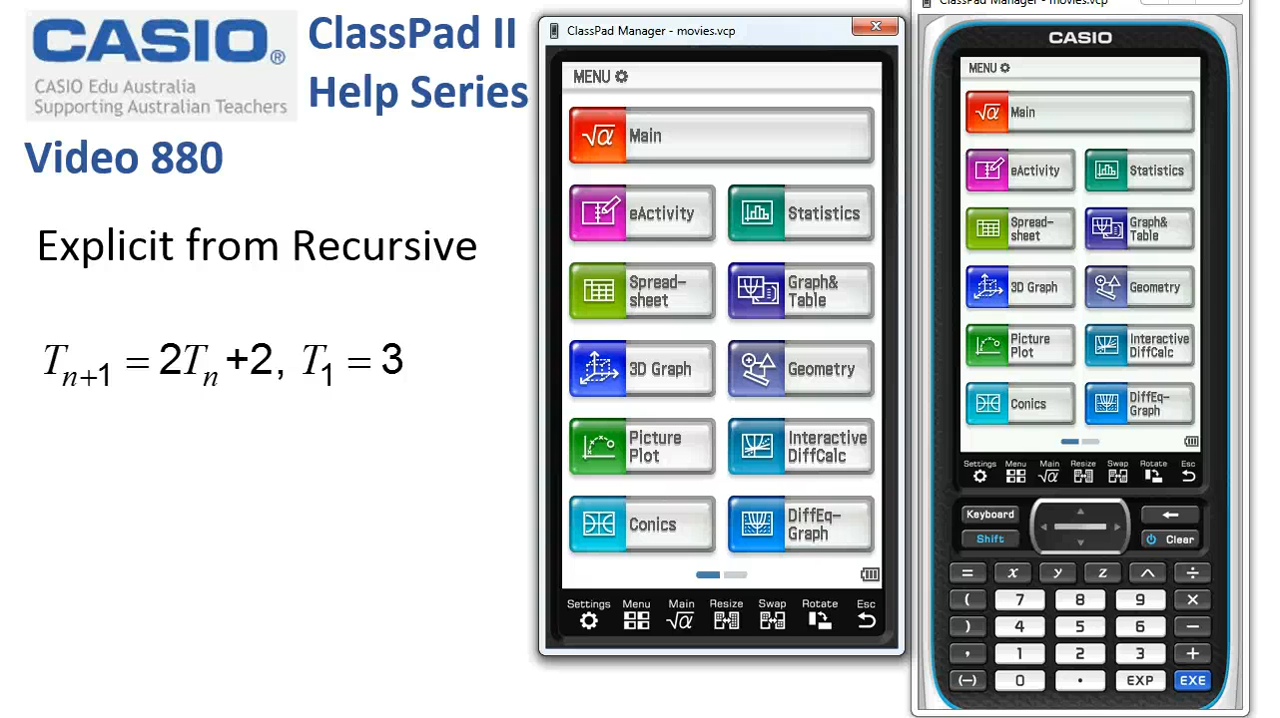 CASIO®
CASIO Edu Australia
Supporting Australian Teachers
ClassPad II
Help Series
Video 880
Explicit from Recursive
Tn+1 = 2Tn +2, T1 = 3
ClassPad Manager - movies.vcp
MENU
√α Main
eActivity
Statistics
Spread-
sheet
Graph&
Table
3D Graph
Geometry
Picture
Plot
Interactive
DiffCalc
Conics
DiffEq-
Graph
Settings Menu Main Resize Swap Rotate Esc
√α
ClassPad Manager - movies.vcp
CASIO
MENU
√α Main
eActivity
Statistics
Spread-
sheet
Graph&
Table
3D Graph
Geometry
Picture
Plot
Interactive
DiffCalc
Conics
DiffEq-
Graph
Settings Menu Main Resize Swap Rotate Esc
√α
Keyboard
Shift
Clear
= x y z ^ ÷
( 7 8 9 ×
) 4 5 6 −
, 1 2 3 +
(−) 0 · EXP EXE